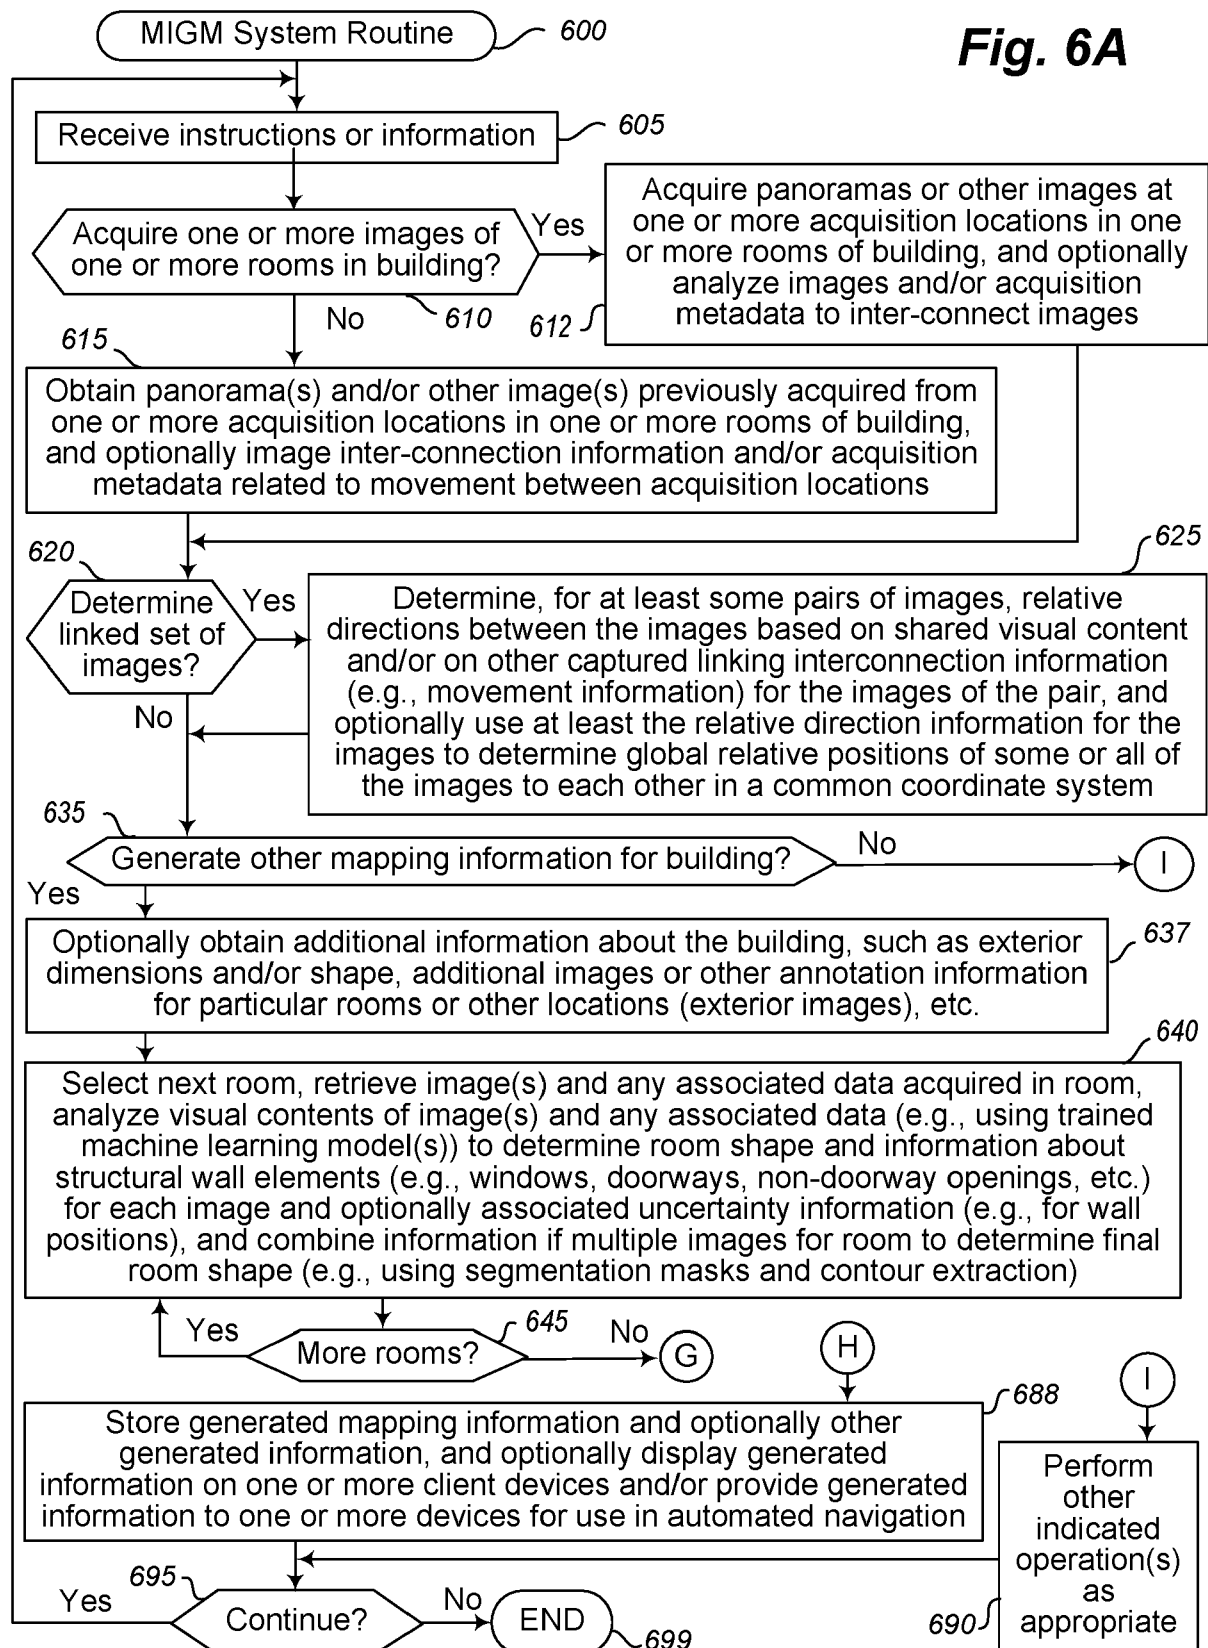 MIGM System Routine
600
Fig. 6A
Receive instructions or information
605
Acquire one or more images of
one or more rooms in building?
Yes
No
610
Acquire panoramas or other images at
one or more acquisition locations in one
or more rooms of building, and optionally
analyze images and/or acquisition
metadata to inter-connect images
612
615
Obtain panorama(s) and/or other image(s) previously acquired from
one or more acquisition locations in one or more rooms of building,
and optionally image inter-connection information and/or acquisition
metadata related to movement between acquisition locations
620
Determine
linked set of
images?
Yes
No
625
Determine, for at least some pairs of images, relative
directions between the images based on shared visual content
and/or on other captured linking interconnection information
(e.g., movement information) for the images of the pair, and
optionally use at least the relative direction information for the
images to determine global relative positions of some or all of
the images to each other in a common coordinate system
635
Generate other mapping information for building?
No
I
Yes
Optionally obtain additional information about the building, such as exterior
dimensions and/or shape, additional images or other annotation information
for particular rooms or other locations (exterior images), etc.
637
640
Select next room, retrieve image(s) and any associated data acquired in room,
analyze visual contents of image(s) and any associated data (e.g., using trained
machine learning model(s)) to determine room shape and information about
structural wall elements (e.g., windows, doorways, non-doorway openings, etc.)
for each image and optionally associated uncertainty information (e.g., for wall
positions), and combine information if multiple images for room to determine final
room shape (e.g., using segmentation masks and contour extraction)
Yes
More rooms?
645
No
G
H
I
688
Store generated mapping information and optionally other
generated information, and optionally display generated
information on one or more client devices and/or provide generated
information to one or more devices for use in automated navigation
Perform
other
indicated
operation(s)
as
appropriate
690
695
Yes
Continue?
No
END
699